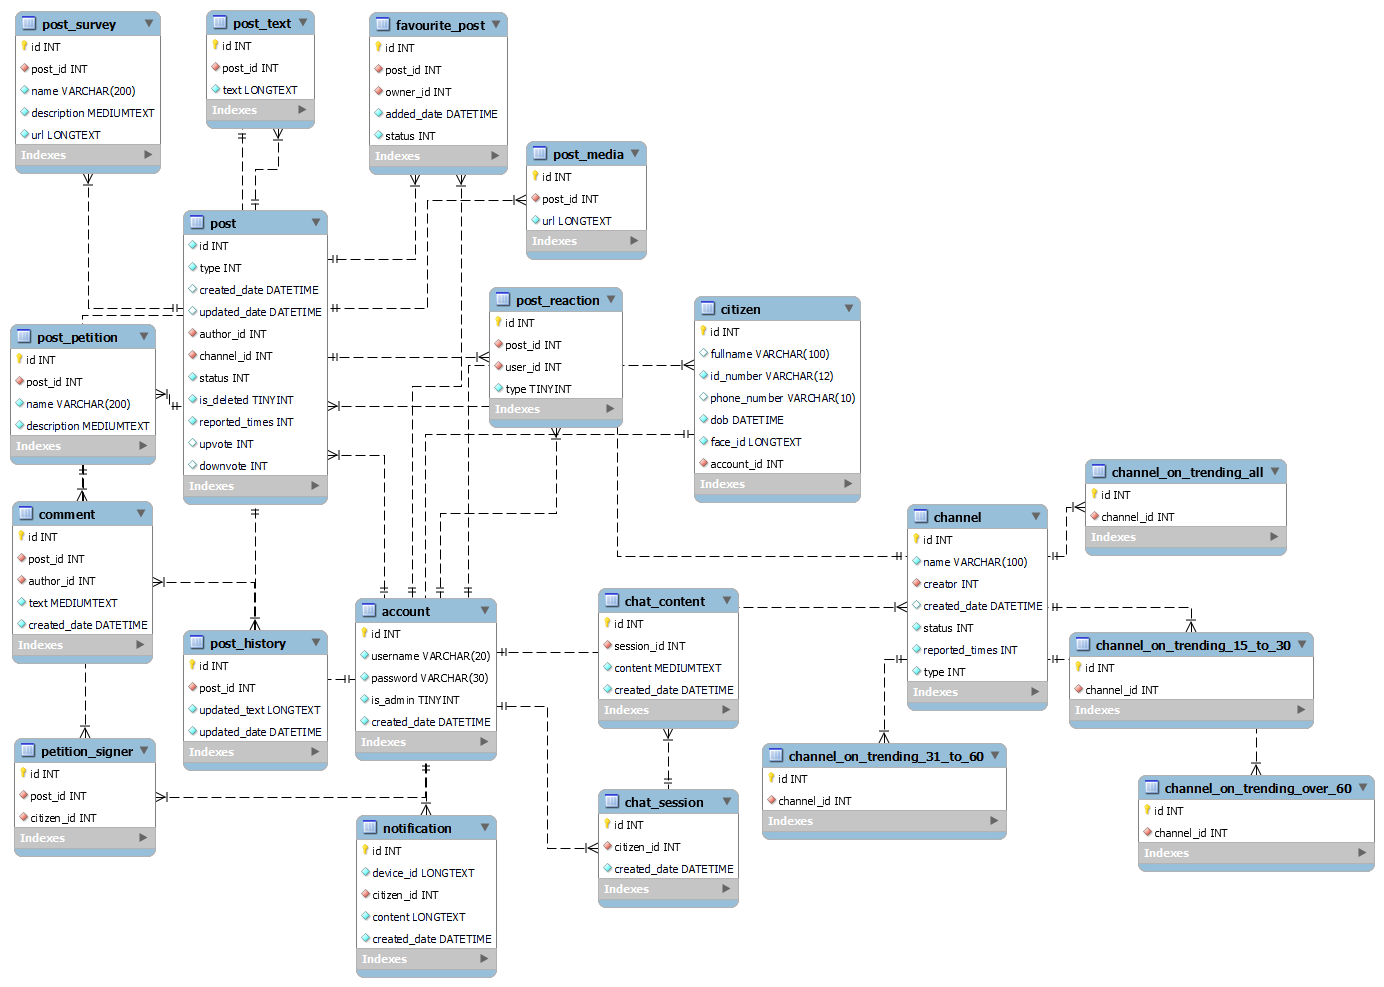 post_survey
id INT
post_id INT
name VARCHAR(200)
description MEDIUMTEXT
url LONGTEXT
Indexes
post_text
id INT
post_id INT
text LONGTEXT
Indexes
favourite_post
id INT
post_id INT
owner_id INT
added_date DATETIME
status INT
Indexes
post_media
id INT
post_id INT
url LONGTEXT
Indexes
post
id INT
type INT
created_date DATETIME
updated_date DATETIME
author_id INT
channel_id INT
status INT
is_deleted TINYINT
reported_times INT
upvote INT
downvote INT
Indexes
post_reaction
id INT
post_id INT
user_id INT
type TINYINT
Indexes
citizen
id INT
fullname VARCHAR(100)
id_number VARCHAR(12)
phone_number VARCHAR(10)
dob DATETIME
face_id LONGTEXT
account_id INT
Indexes
post_petition
id INT
post_id INT
name VARCHAR(200)
description MEDIUMTEXT
Indexes
channel_on_trending_all
id INT
channel_id INT
Indexes
comment
id INT
post_id INT
author_id INT
text MEDIUMTEXT
created_date DATETIME
Indexes
channel
id INT
name VARCHAR(100)
creator INT
created_date DATETIME
status INT
reported_times INT
type INT
Indexes
post_history
id INT
post_id INT
updated_text LONGTEXT
updated_date DATETIME
Indexes
account
id INT
username VARCHAR(20)
password VARCHAR(30)
is_admin TINYINT
created_date DATETIME
Indexes
chat_content
id INT
session_id INT
content MEDIUMTEXT
created_date DATETIME
Indexes
channel_on_trending_15_to_30
id INT
channel_id INT
Indexes
petition_signer
id INT
post_id INT
citizen_id INT
Indexes
channel_on_trending_31_to_60
id INT
channel_id INT
Indexes
chat_session
id INT
citizen_id INT
created_date DATETIME
Indexes
channel_on_trending_over_60
id INT
channel_id INT
Indexes
notification
id INT
device_id LONGTEXT
citizen_id INT
content LONGTEXT
created_date DATETIME
Indexes